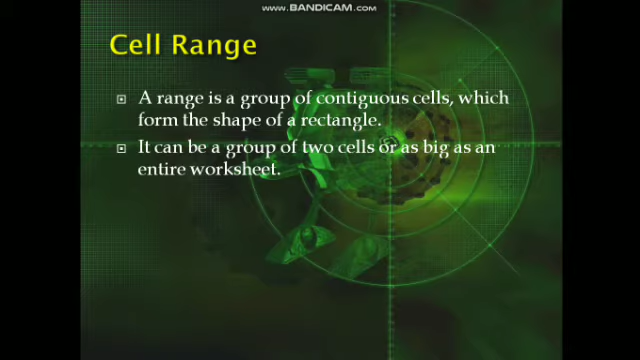 www.BANDICAM.com
Cell Range
A range is a group of contiguous cells, which
form the shape of a rectangle.
It can be a group of two cells or as big as an
entire worksheet.